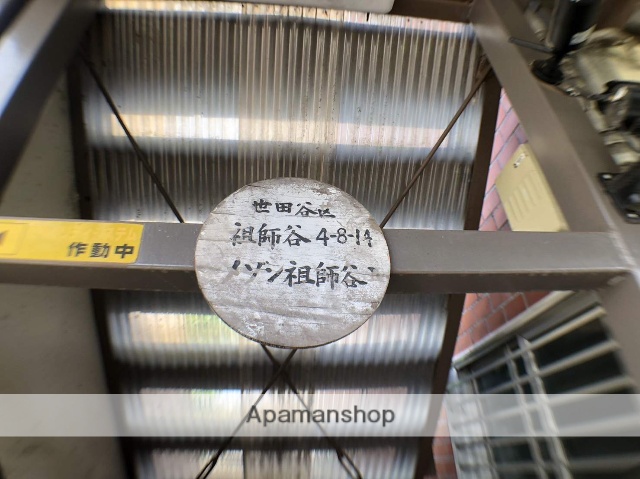 世田谷区
祖師谷 4-8-14
メゾン祖師谷
作動中
Apamanshop